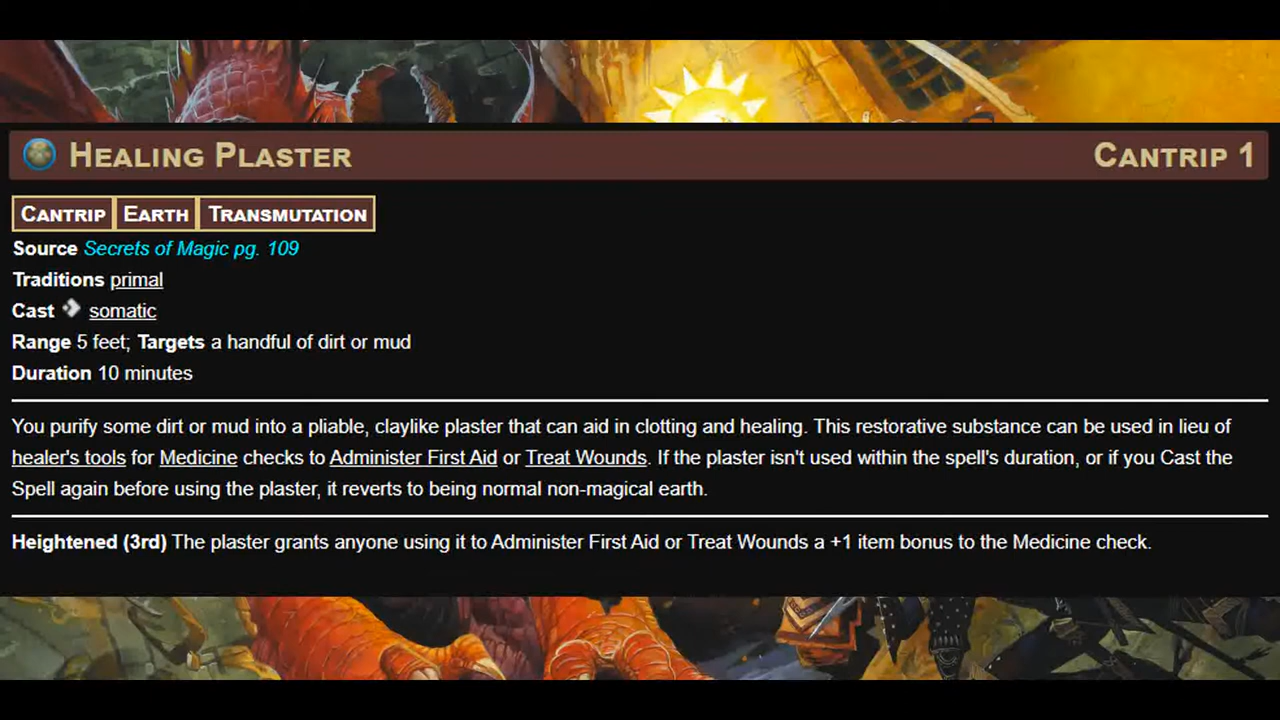 Healing Plaster
Cantrip 1
Cantrip Earth Transmutation
Source Secrets of Magic pg. 109
Traditions primal
Cast somatic
Range 5 feet; Targets a handful of dirt or mud
Duration 10 minutes
You purify some dirt or mud into a pliable, claylike plaster that can aid in clotting and healing. This restorative substance can be used in lieu of
healer's tools for Medicine checks to Administer First Aid or Treat Wounds. If the plaster isn't used within the spell's duration, or if you Cast the
Spell again before using the plaster, it reverts to being normal non-magical earth.
Heightened (3rd) The plaster grants anyone using it to Administer First Aid or Treat Wounds a +1 item bonus to the Medicine check.